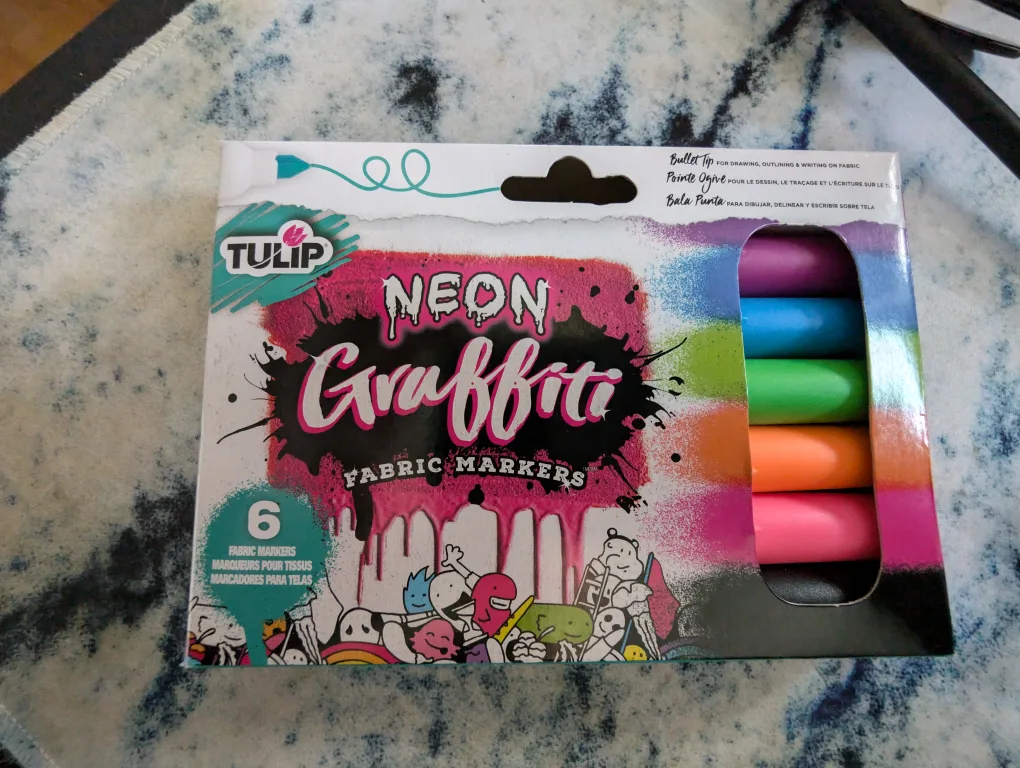 Bullet Tip FOR DRAWING, OUTLINING & WRITING ON FABRIC
Pointe Ogive POUR LE DESSIN, LE TRAÇAGE ET L'ÉCRITURE SUR LE
Bala Punta PARA DIBUJAR, DELINEAR Y ESCRIBIR SOBRE TELA
TULIP®
NEON
Graffiti
FABRIC MARKERS™
6
FABRIC MARKERS
MARQUEURS POUR TISSUS
MARCADORES PARA TELAS